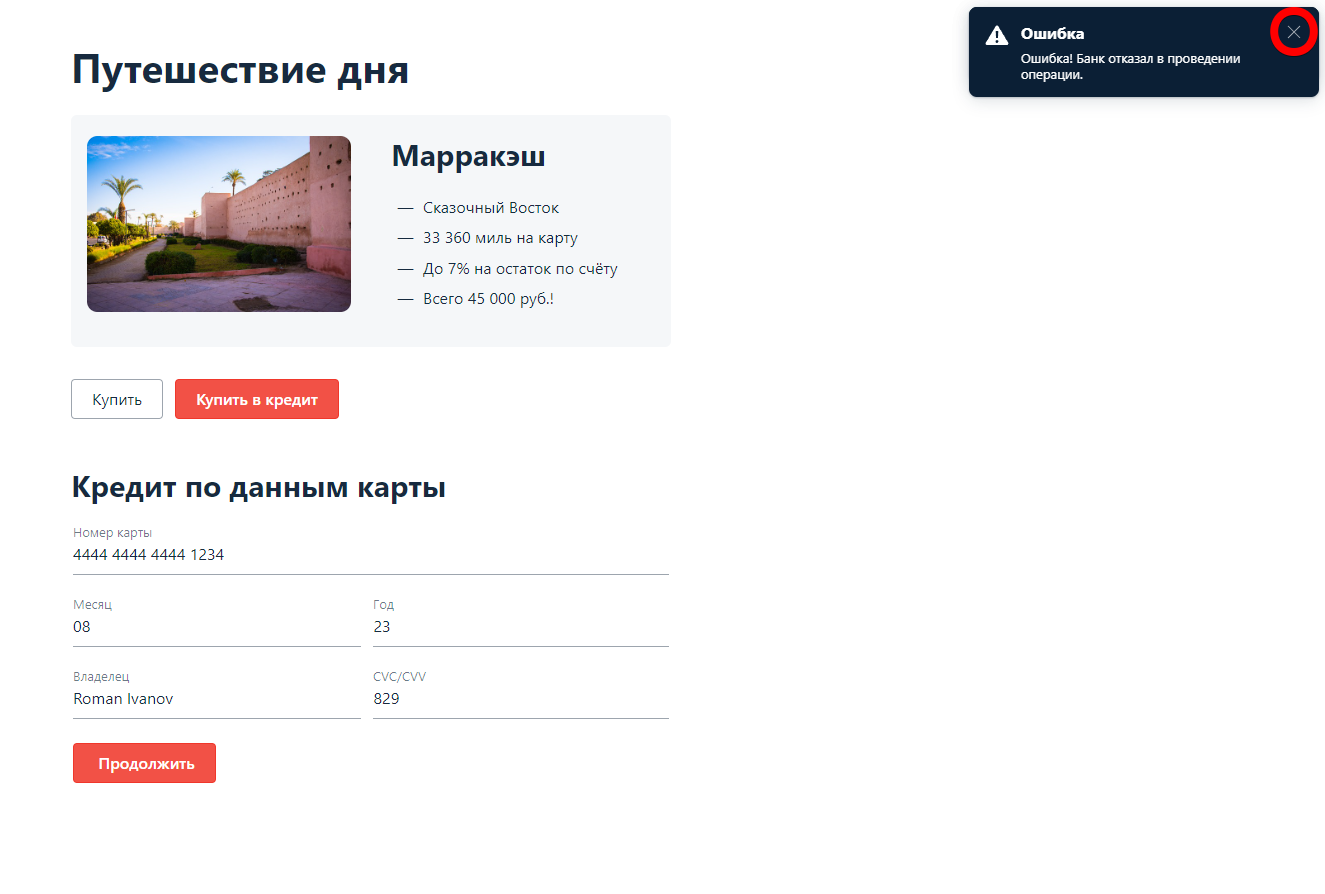 Путешествие дня
Ошибка
Ошибка! Банк отказал в проведении
операции.
Марракэш
— Сказочный Восток
— 33 360 миль на карту
— До 7% на остаток по счёту
— Всего 45 000 руб.!
Купить
Купить в кредит
Кредит по данным карты
Номер карты
4444 4444 4444 1234
Месяц
08
Год
23
Владелец
Roman Ivanov
CVC/CVV
829
Продолжить